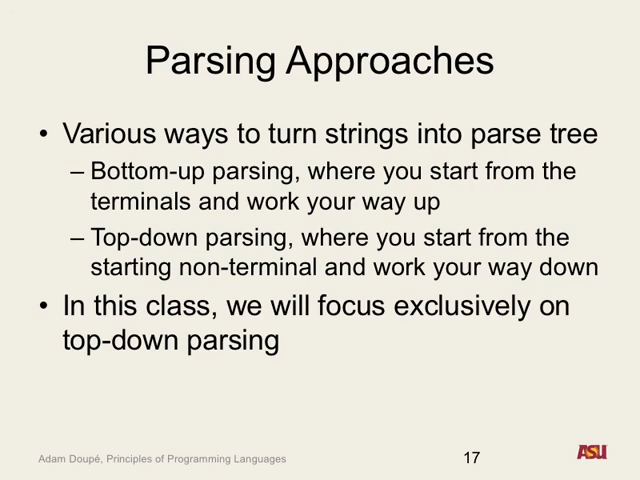 Parsing Approaches
• Various ways to turn strings into parse tree
– Bottom-up parsing, where you start from the
terminals and work your way up
– Top-down parsing, where you start from the
starting non-terminal and work your way down
• In this class, we will focus exclusively on
top-down parsing
Adam Doupé, Principles of Programming Languages
17
ASU